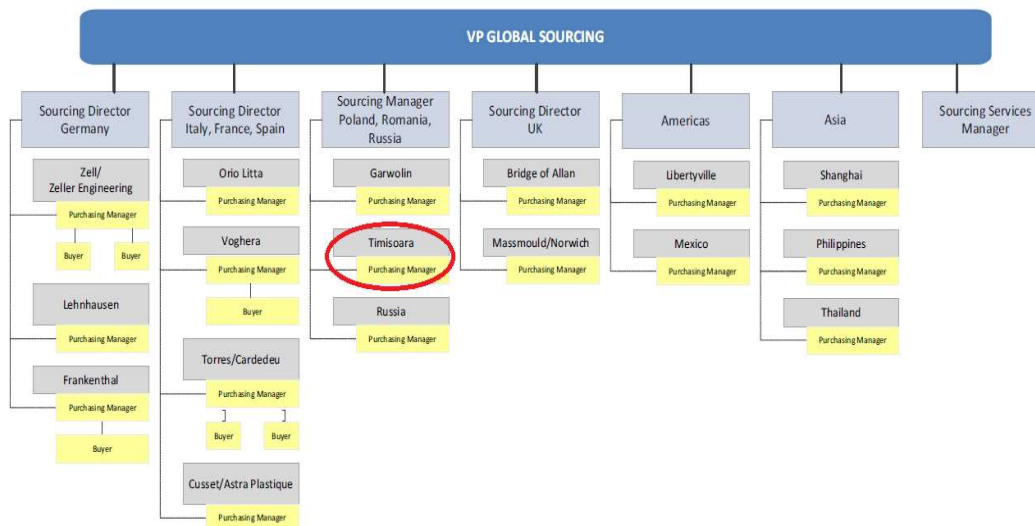 VP GLOBAL SOURCING
Sourcing Director
Germany
Zell/
Zeller Engineering
Purchasing Manager
Buyer
Buyer
Lehnhausen
Purchasing Manager
Frankenthal
Purchasing Manager
Buyer
Sourcing Director
Italy, France, Spain
Orio Litta
Purchasing Manager
Voghera
Purchasing Manager
Buyer
Torres/Cardedeu
Purchasing Manager
Buyer
Buyer
Cusset/Astra Plastique
Purchasing Manager
Sourcing Manager
Poland, Romania,
Russia
Garwolin
Purchasing Manager
Timisoara
Purchasing Manager
Russia
Purchasing Manager
Sourcing Director
UK
Bridge of Allan
Purchasing Manager
Massmould/Norwich
Purchasing Manager
Americas
Libertyville
Purchasing Manager
Mexico
Purchasing Manager
Asia
Shanghai
Purchasing Manager
Philippines
Purchasing Manager
Thailand
Purchasing Manager
Sourcing Services
Manager